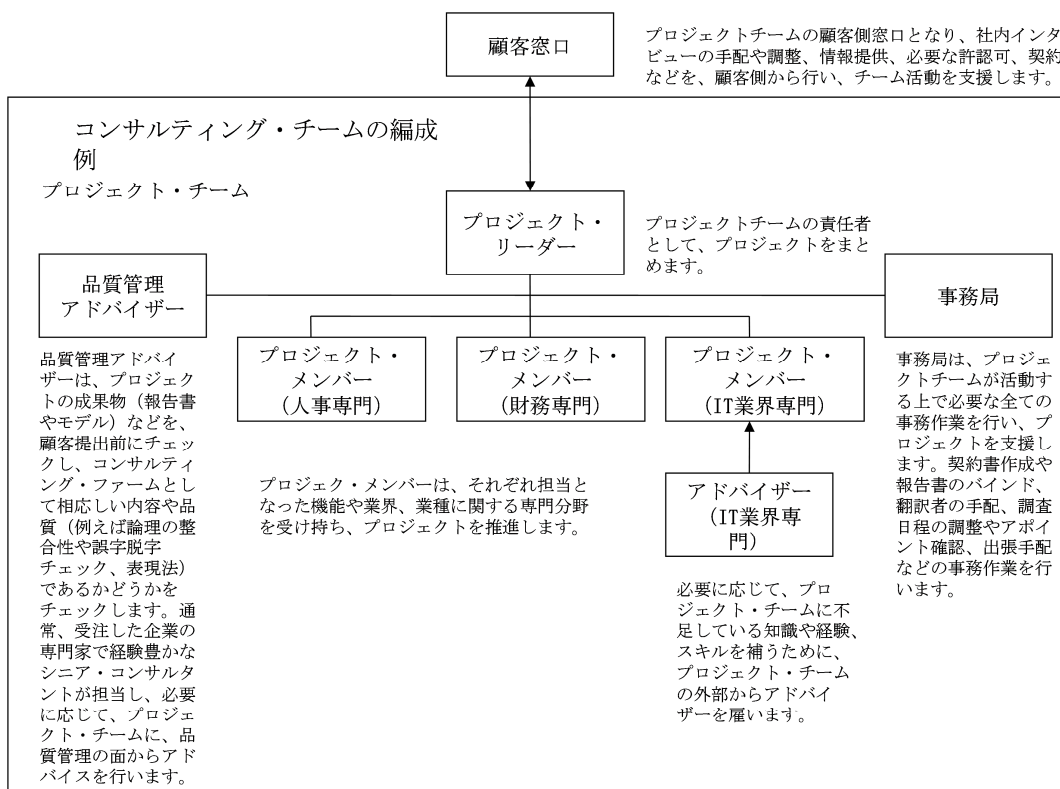 顧客窓口
プロジェクトチームの顧客側窓口となり、社内インタ
ビューの手配や調整、情報提供、必要な許認可、契約
などを、顧客側から行い、チーム活動を支援します。
コンサルティング・チームの編成
例
プロジェクト・チーム
プロジェクト・
リーダー
プロジェクトチームの責任者
として、プロジェクトをまと
めます。
品質管理
アドバイザー
事務局
プロジェクト・
メンバー
(人事専門)
プロジェクト・
メンバー
(財務専門)
プロジェクト・
メンバー
(IT業界専門)
品質管理アドバイ
ザーは、プロジェク
トの成果物（報告書
やモデル）などを、
顧客提出前にチェッ
クし、コンサルティ
ング・ファームとし
て相応しい内容や品
質（例えば論理の整
合性や誤字脱字
チェック、表現法）
であるかどうかを
チェックします。通
常、受注した企業の
専門家で経験豊かな
シニア・コンサルタ
ントが担当し、必要
に応じて、プロジェ
クト・チームに、品
質管理の面からアド
バイスを行います。
プロジェク・メンバーは、それぞれ担当と
なった機能や業界、業種に関する専門分野
を受け持ち、プロジェクトを推進します。
アドバイザー
（IT業界専
門）
必要に応じて、プロ
ジェクト・チームに不
足している知識や経験、
スキルを補うために、
プロジェクト・チーム
の外部からアドバイ
ザーを雇います。
事務局は、プロジェ
クトチームが活動す
る上で必要な全ての
事務作業を行い、プ
ロジェクトを支援し
ます。契約書作成や
報告書のバインド、
翻訳者の手配、調査
日程の調整やアポイ
ント確認、出張手配
などの事務作業を行
います。